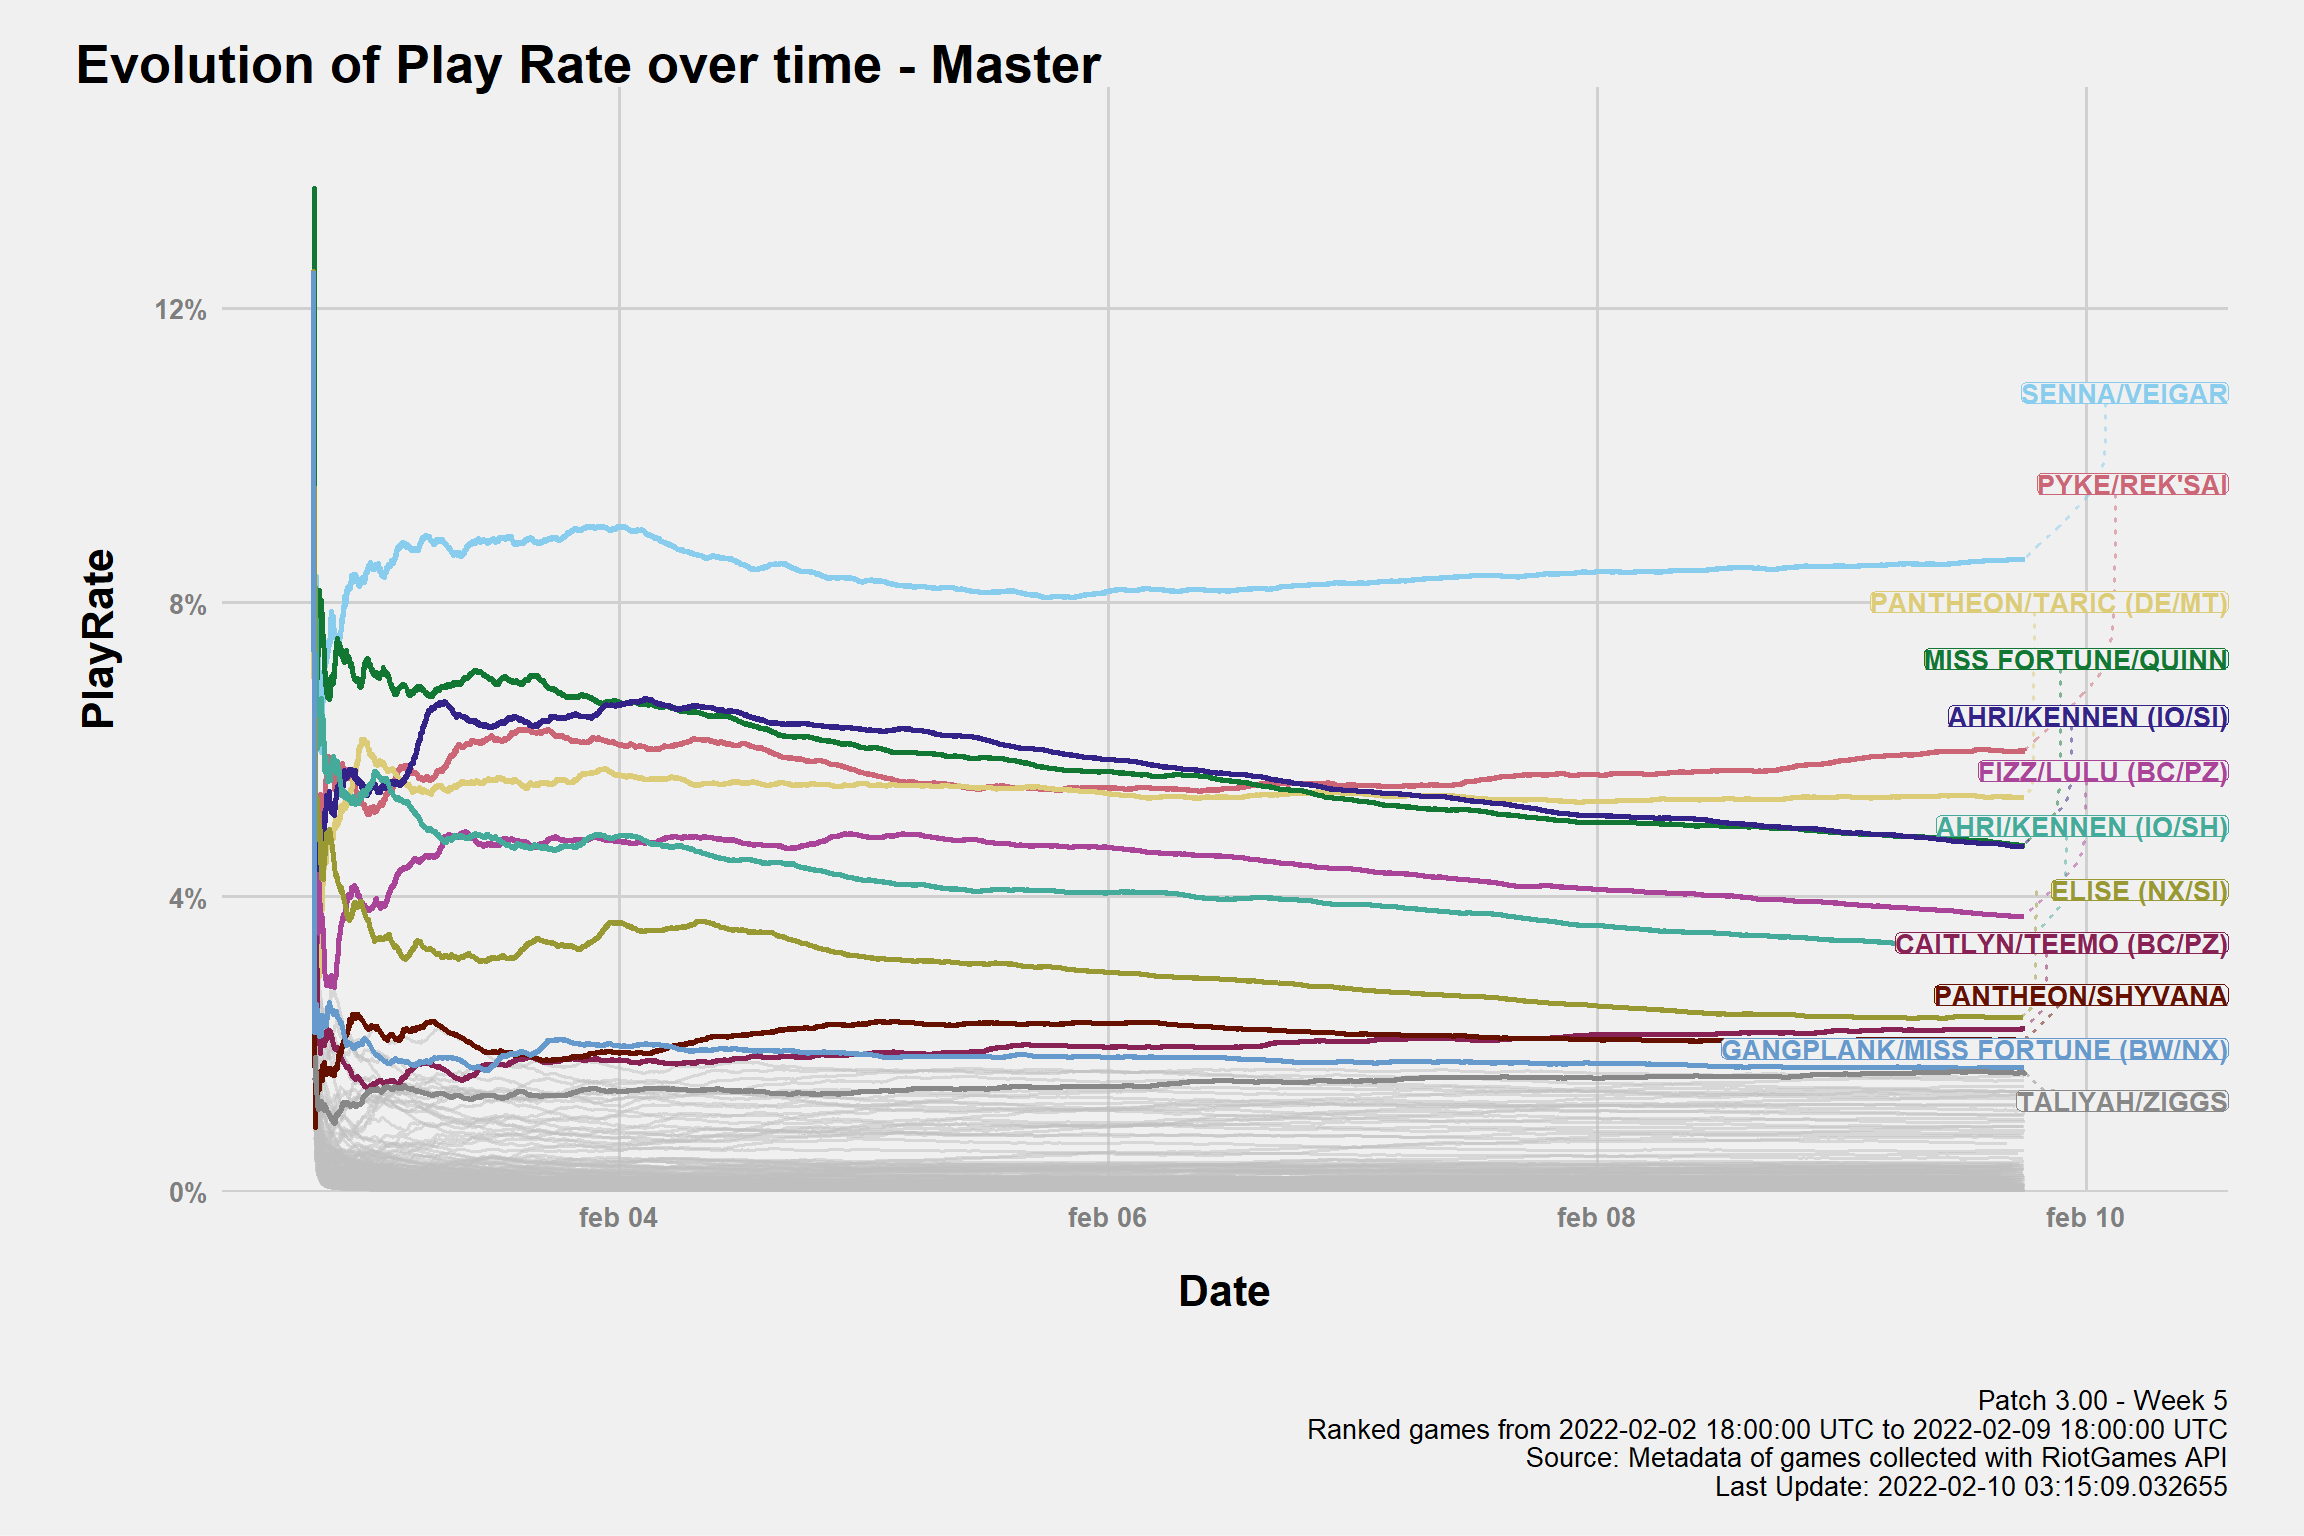 Evolution of Play Rate over time - Master
PlayRate
12%
8%
4%
0%
SENNA/VEIGAR
PYKE/REK'SAI
PANTHEON/TARIC (DE/MT)
MISS FORTUNE/QUINN
AHRI/KENNEN (IO/SI)
FIZZ/LULU (BC/PZ)
AHRI/KENNEN (IO/SH)
ELISE (NX/SI)
CAITLYN/TEEMO (BC/PZ)
PANTHEON/SHYVANA
GANGPLANK/MISS FORTUNE (BW/NX)
TALIYAH/ZIGGS
feb 04
feb 06
feb 08
feb 10
Date
Patch 3.00 - Week 5
Ranked games from 2022-02-02 18:00:00 UTC to 2022-02-09 18:00:00 UTC
Source: Metadata of games collected with RiotGames API
Last Update: 2022-02-10 03:15:09.032655